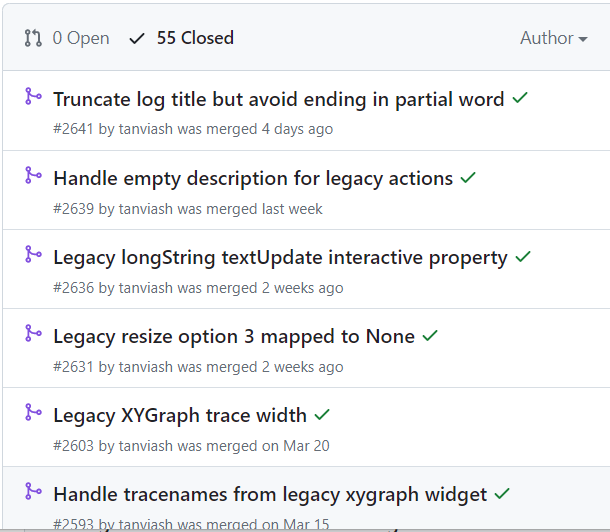 0 Open 55 Closed Author
Truncate log title but avoid ending in partial word
#2641 by tanviash was merged 4 days ago
Handle empty description for legacy actions
#2639 by tanviash was merged last week
Legacy longString textUpdate interactive property
#2636 by tanviash was merged 2 weeks ago
Legacy resize option 3 mapped to None
#2631 by tanviash was merged 2 weeks ago
Legacy XYGraph trace width
#2603 by tanviash was merged on Mar 20
Handle tracenames from legacy xygraph widget
#2593 by tanviash was merged on Mar 15